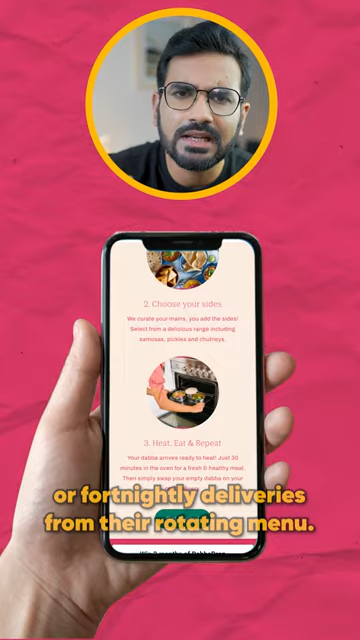 2. Choose your sides
We curate your mains, you add the sides!
Select from a delicious range including
samosas, pickles and chutneys.
3. Heat, Eat & Repeat
Your dabba arrives ready to heat! Just 30
minutes in the oven for a fresh & healthy meal.
Then simply swap your empty dabba on your
or fortnightly deliveries
from their rotating menu.